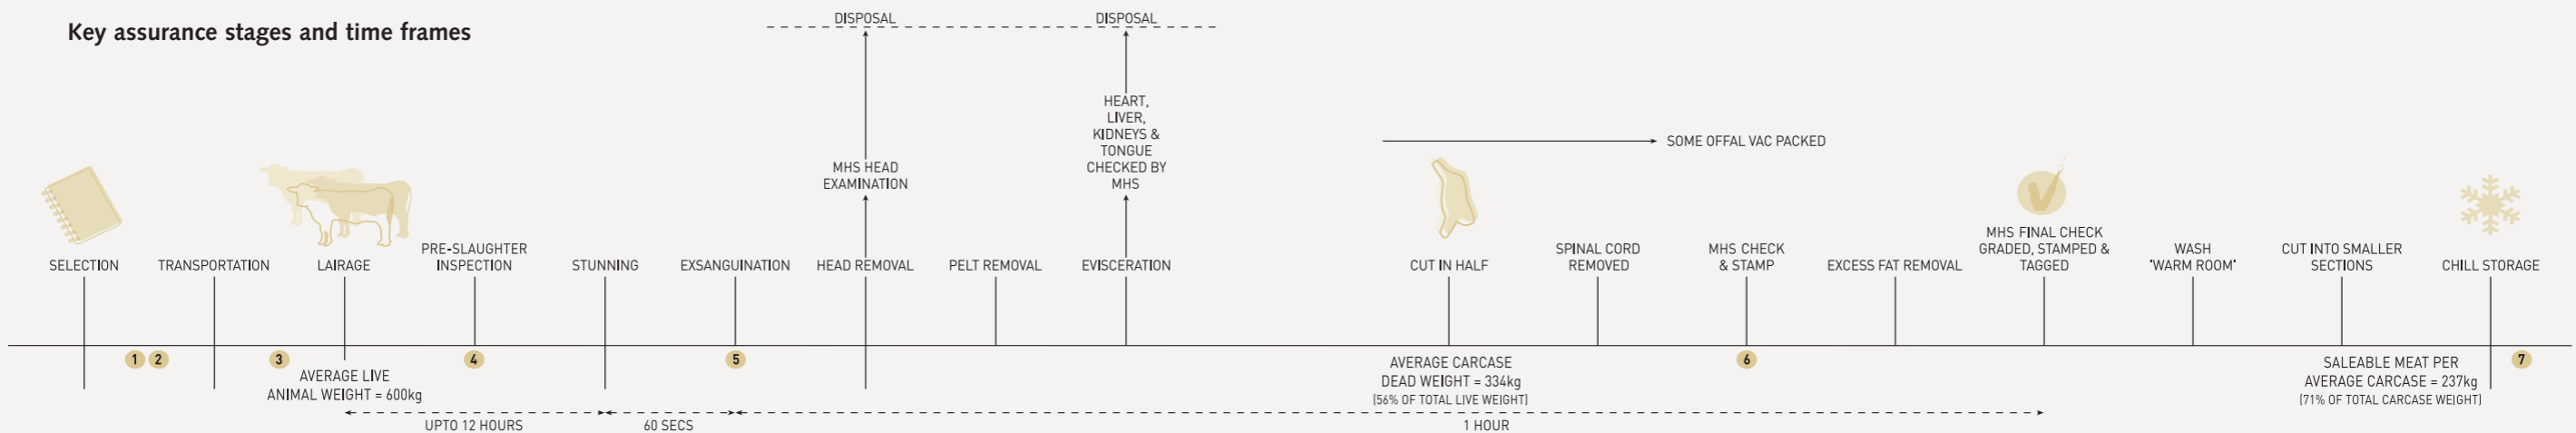 Key assurance stages and time frames
DISPOSAL
DISPOSAL
HEART,
LIVER,
KIDNEYS &
TONGUE
CHECKED BY
MHS
MHS HEAD
EXAMINATION
SOME OFFAL VAC PACKED
SELECTION
TRANSPORTATION
LAIRAGE
PRE-SLAUGHTER
INSPECTION
STUNNING
EXSANGUINATION
HEAD REMOVAL
PELT REMOVAL
EVISCERATION
CUT IN HALF
SPINAL CORD
REMOVED
MHS CHECK
& STAMP
EXCESS FAT REMOVAL
MHS FINAL CHECK
GRADED, STAMPED &
TAGGED
WASH
'WARM ROOM'
CUT INTO SMALLER
SECTIONS
CHILL STORAGE
1
2
3
4
5
6
7
AVERAGE LIVE
ANIMAL WEIGHT = 600kg
AVERAGE CARCASE
DEAD WEIGHT = 334kg
(56% OF TOTAL LIVE WEIGHT)
SALEABLE MEAT PER
AVERAGE CARCASE = 237kg
(71% OF TOTAL CARCASE WEIGHT)
UPTO 12 HOURS
60 SECS
1 HOUR